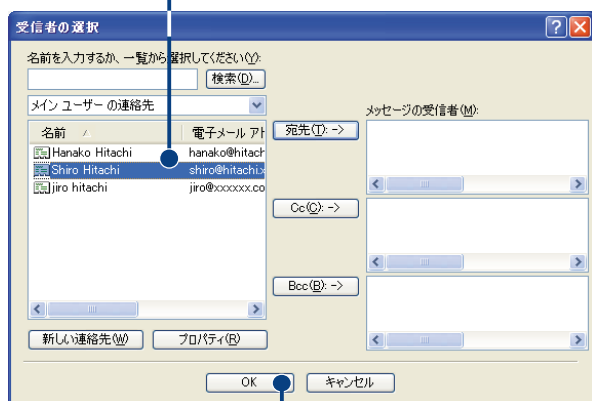 受信者の選択
名前を入力するか、一覧から選択してください(Y):
検索(D)...
メイン ユーザー の連絡先
メッセージの受信者(M):
名前 電子メール アト
宛先(T): ->
Hanako Hitachi hanako@hitach
Shiro Hitachi shiro@hitachi.x
jiro hitachi jiro@xxxxxx.co
Cc(C): ->
Bcc(B): ->
新しい連絡先(W) プロパティ(R)
OK キャンセル